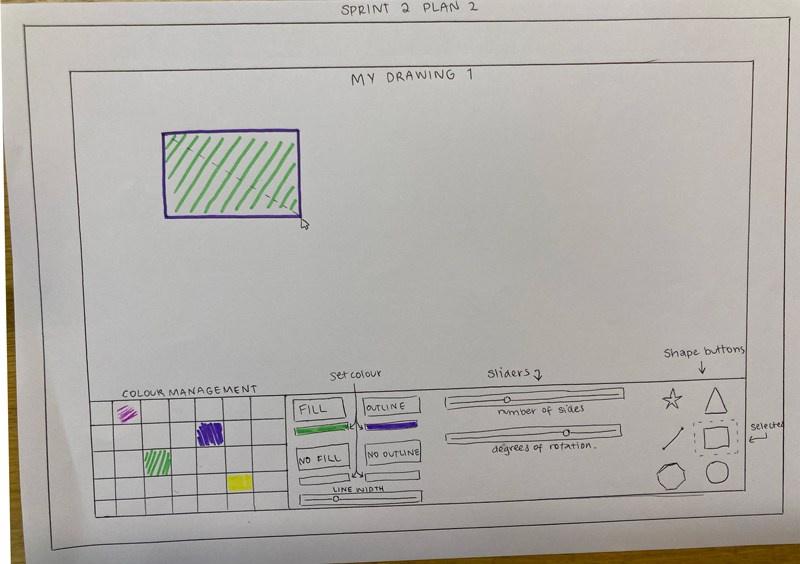 SPRINT 2 PLAN 2
MY DRAWING 1
Shape buttons
set colour
Sliders
COLOUR MANAGEMENT
FILL
OUTLINE
number of sides
selected
degrees of rotation.
NO FILL
NO OUTLINE
LINE WIDTH